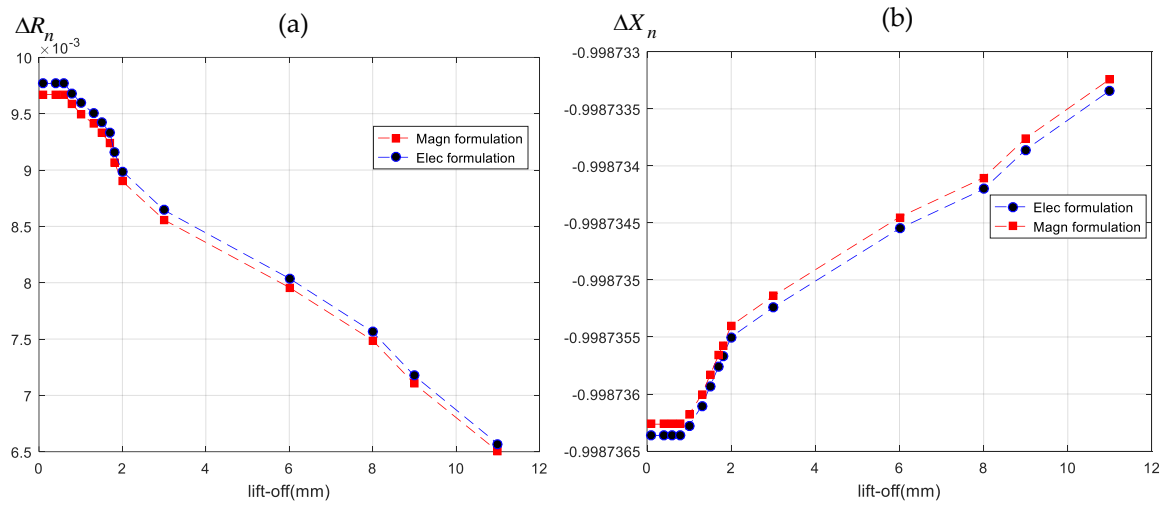 (a)
ΔR_n
×10^-3
10
9.5
9
8.5
8
7.5
7
6.5
0 2 4 6 8 10 12
lift-off(mm)
Magn formulation
Elec formulation
(b)
ΔX_n
-0.998733
-0.9987335
-0.998734
-0.9987345
-0.998735
-0.9987355
-0.998736
-0.9987365
0 2 4 6 8 10 12
lift-off(mm)
Elec formulation
Magn formulation